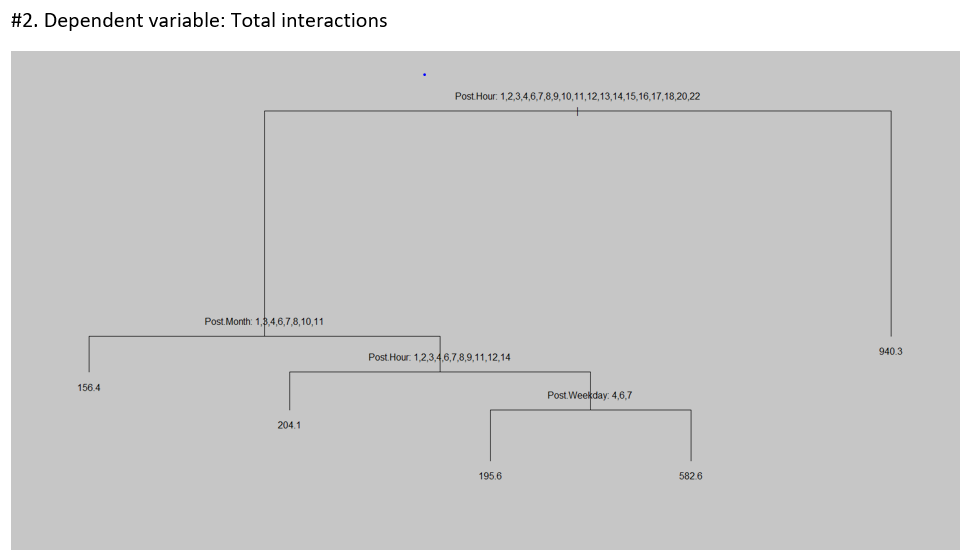 #2. Dependent variable: Total interactions
Post.Hour: 1,2,3,4,6,7,8,9,10,11,12,13,14,15,16,17,18,20,22
Post.Month: 1,3,4,6,7,8,10,11
940.3
Post.Hour: 1,2,3,4,6,7,8,9,11,12,14
156.4
Post.Weekday: 4,6,7
204.1
195.6
582.6